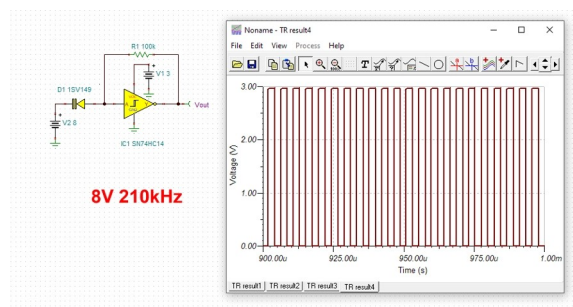 Noname - TR result4
File Edit View Process Help
T
R1 100k
V1 3
D1 1SV149
V2 8
Vout
IC1 SN74HC14
8V 210kHz
3.00
2.00
1.00
0.00
Voltage (V)
900.00u 925.00u 950.00u 975.00u 1.00m
Time (s)
TR result1 TR result2 TR result3 TR result4